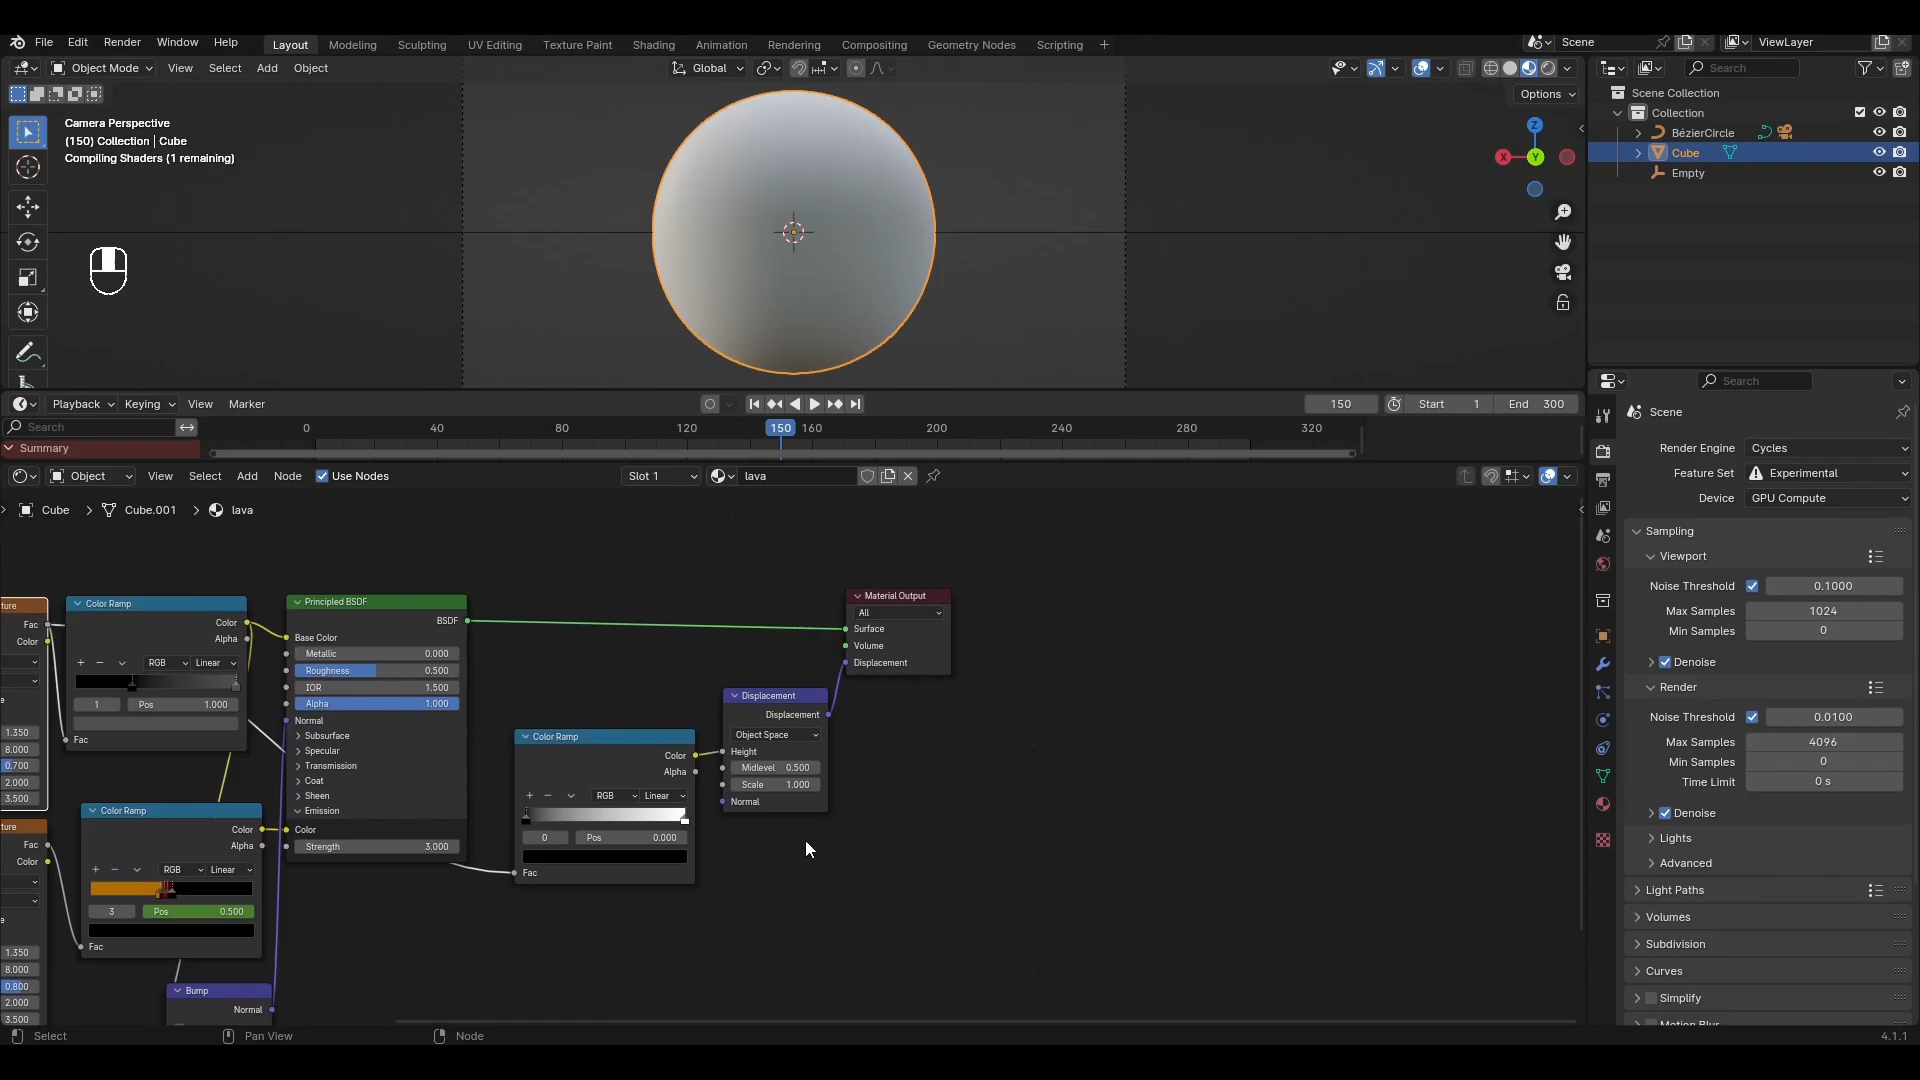 File Edit Render Window Help Layout Modeling Sculpting UV Editing Texture Paint Shading Animation Rendering Compositing Geometry Nodes Scripting + Scene ViewLayer
Object Mode View Select Add Object Global Search
Options
Camera Perspective
(150) Collection | Cube
Compiling Shaders (1 remaining)
Z
X
Y
Scene Collection
Collection
BézierCircle
Cube
Empty
Search
Playback Keying View Marker 150 Start 1 End 300
Search 0 40 80 120 150 160 200 240 280 320
Summary
Object View Select Add Node Use Nodes Slot 1 lava
Cube Cube.001 lava
ture
Fac
Color
1.350
8.000
0.700
2.000
3.500
ture
Fac
Color
1.350
8.000
0.800
2.000
3.500
Color Ramp
Color
Alpha
RGB Linear
1 Pos 1.000
Fac
Color Ramp
Color
Alpha
RGB Linear
3 Pos 0.500
Fac
Bump
Normal
Principled BSDF
BSDF
Base Color
Metallic 0.000
Roughness 0.500
IOR 1.500
Alpha 1.000
Normal
Subsurface
Specular
Transmission
Coat
Sheen
Emission
Color
Strength 3.000
Color Ramp
Color
Alpha
RGB Linear
0 Pos 0.000
Fac
Displacement
Displacement
Object Space
Height
Midlevel 0.500
Scale 1.000
Normal
Material Output
All
Surface
Volume
Displacement
Scene
Render Engine Cycles
Feature Set Experimental
Device GPU Compute
Sampling
Viewport
Noise Threshold 0.1000
Max Samples 1024
Min Samples 0
Denoise
Render
Noise Threshold 0.0100
Max Samples 4096
Min Samples 0
Time Limit 0 s
Denoise
Lights
Advanced
Light Paths
Volumes
Subdivision
Curves
Simplify
Motion Blur
Select Pan View Node 4.1.1